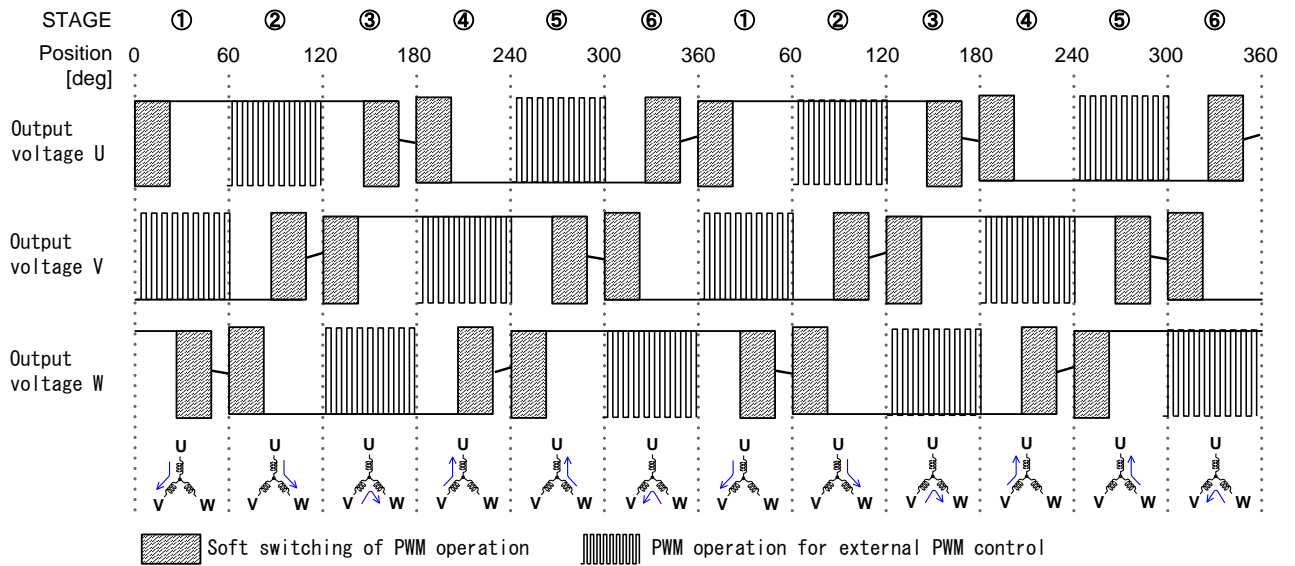 STAGE ① ② ③ ④ ⑤ ⑥ ① ② ③ ④ ⑤ ⑥
Position 0 60 120 180 240 300 360 60 120 180 240 300 360
[deg]
Output
voltage U
Output
voltage V
Output
voltage W
U U U U U U U U U U U U
V W V W V W V W V W V W V W V W V W V W V W V W
Soft switching of PWM operation PWM operation for external PWM control